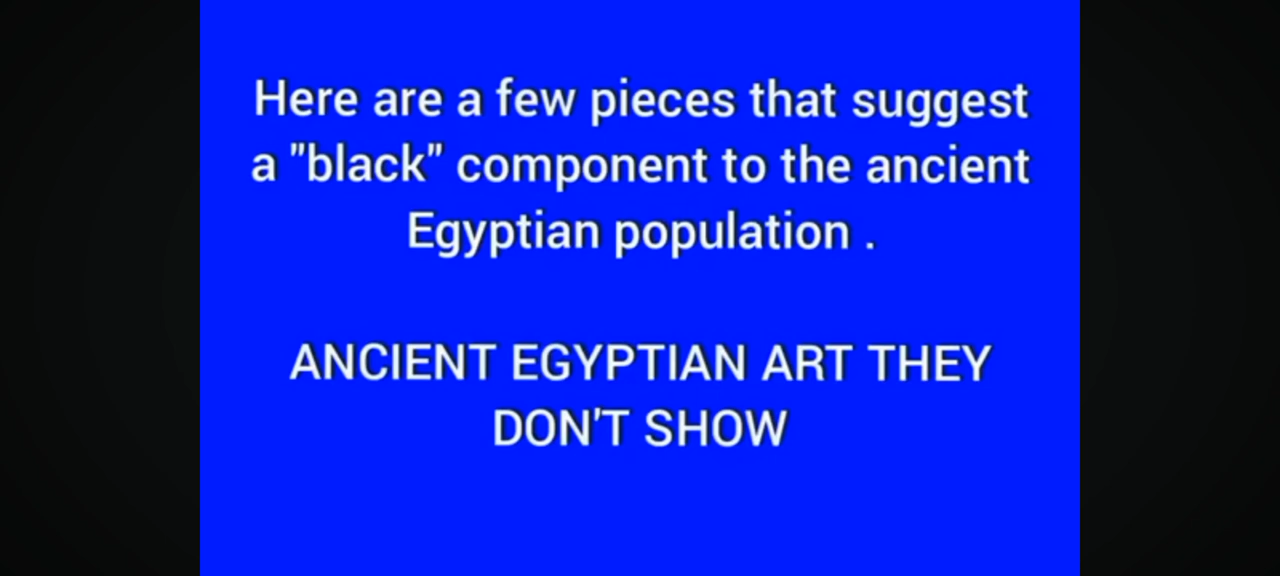 Here are a few pieces that suggest
a "black" component to the ancient
Egyptian population .
ANCIENT EGYPTIAN ART THEY
DON'T SHOW